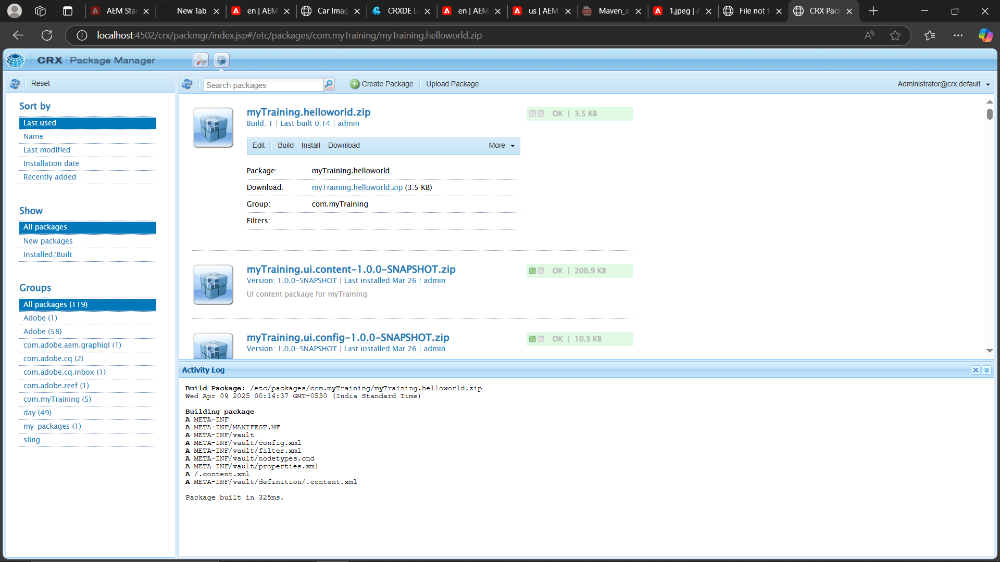 AEM Sta
New Tab
en | AEM
Car Imag
CRXDE Li
en | AEM
us | AEM
Maven_a
1.jpeg | A
File not f
CRX Pac
localhost:4502/crx/packmgr/index.jsp#/etc/packages/com.myTraining/myTraining.helloworld.zip
CRX | Package Manager
Reset
Search packages
Create Package
Upload Package
Administrator@crx.default
Sort by
Last used
Name
Last modified
Installation date
Recently added
Show
All packages
New packages
Installed/Built
Groups
All packages (119)
Adobe (1)
Adobe (58)
com.adobe.aem.graphiql (1)
com.adobe.cq (2)
com.adobe.cq.inbox (1)
com.adobe.reef (1)
com.myTraining (5)
day (49)
my_packages (1)
sling
myTraining.helloworld.zip
OK | 3.5 KB
Build: 1 | Last built 0:14 | admin
Edit Build Install Download More
Package: myTraining.helloworld
Download: myTraining.helloworld.zip (3.5 KB)
Group: com.myTraining
Filters:
myTraining.ui.content-1.0.0-SNAPSHOT.zip
OK | 200.9 KB
Version: 1.0.0-SNAPSHOT | Last installed Mar 26 | admin
UI content package for myTraining
myTraining.ui.config-1.0.0-SNAPSHOT.zip
OK | 10.3 KB
Version: 1.0.0-SNAPSHOT | Last installed Mar 26 | admin
Activity Log
Build Package: /etc/packages/com.myTraining/myTraining.helloworld.zip
Wed Apr 09 2025 00:14:37 GMT+0530 (India Standard Time)
Building package
A META-INF
A META-INF/MANIFEST.MF
A META-INF/vault
A META-INF/vault/config.xml
A META-INF/vault/filter.xml
A META-INF/vault/nodetypes.cnd
A META-INF/vault/properties.xml
A /.content.xml
A META-INF/vault/definition/.content.xml
Package built in 325ms.